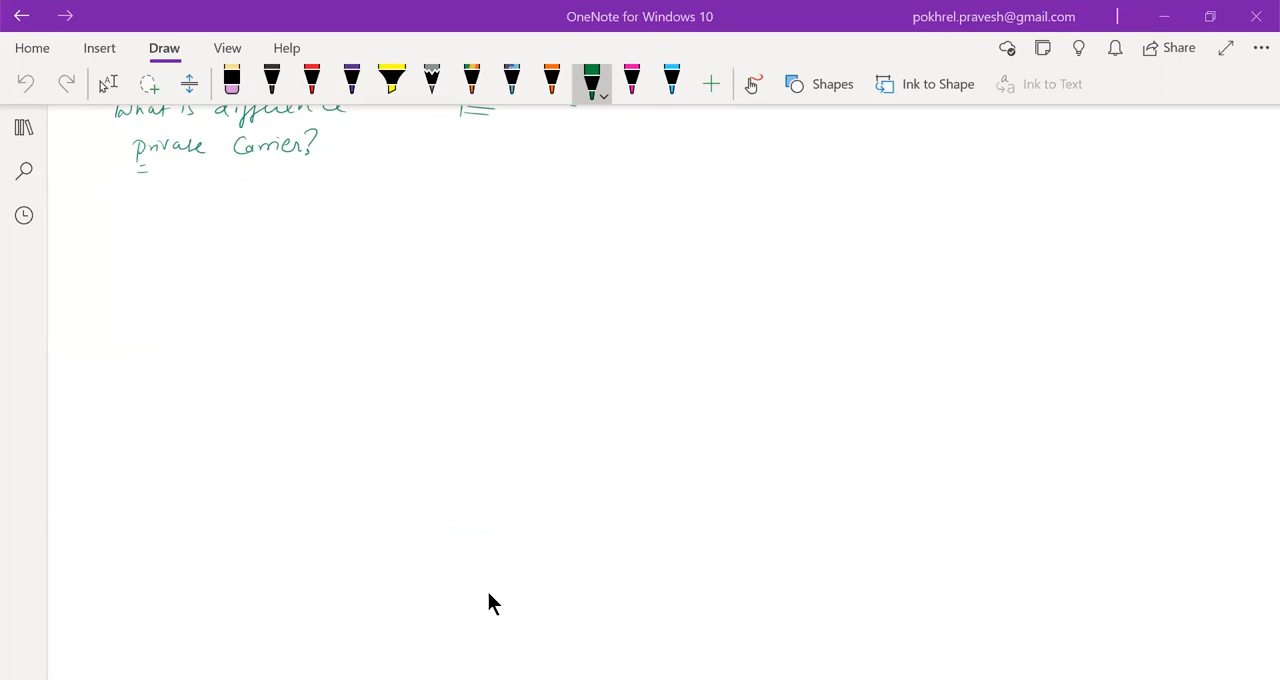 OneNote for Windows 10
pokhrel.pravesh@gmail.com
Home Insert Draw View Help
Share
Shapes
Ink to Shape
Ink to Text
What is difference
private Carrier?